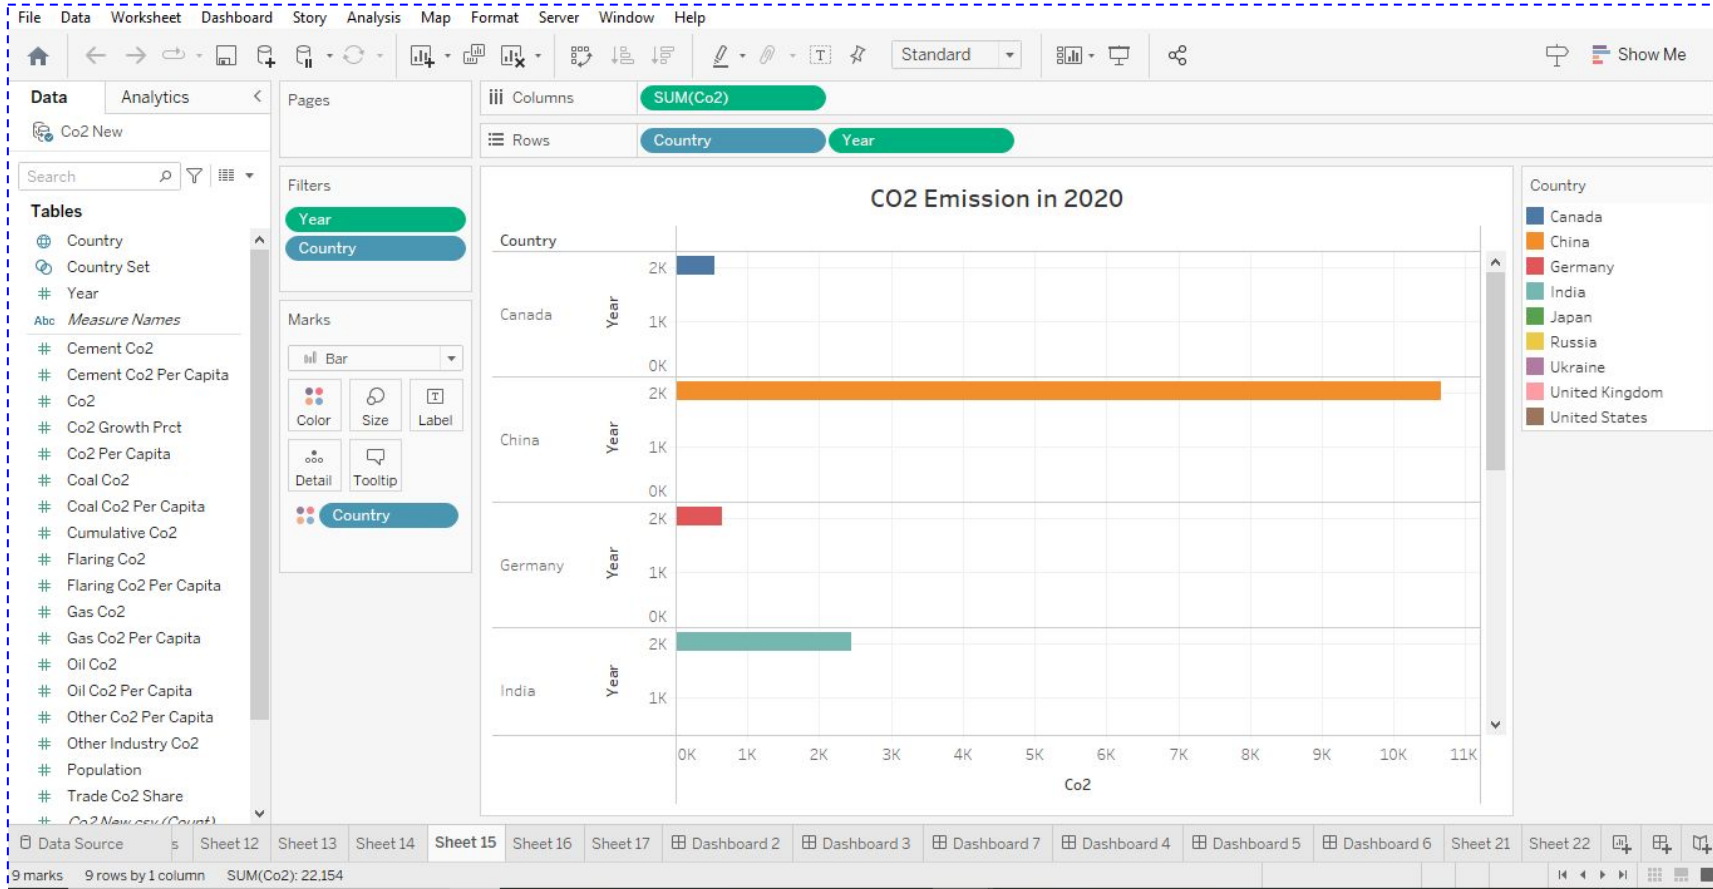 File Data Worksheet Dashboard Story Analysis Map Format Server Window Help
Standard
Show Me
Data Analytics
Co2 New
Search
Tables
Country
Country Set
Year
Abc Measure Names
Cement Co2
Cement Co2 Per Capita
Co2
Co2 Growth Prct
Co2 Per Capita
Coal Co2
Coal Co2 Per Capita
Cumulative Co2
Flaring Co2
Flaring Co2 Per Capita
Gas Co2
Gas Co2 Per Capita
Oil Co2
Oil Co2 Per Capita
Other Co2 Per Capita
Other Industry Co2
Population
Trade Co2 Share
Co2 New.csv (Count)
Pages
Filters
Year
Country
Marks
Bar
Color Size Label
Detail Tooltip
Country
Columns SUM(Co2)
Rows Country Year
CO2 Emission in 2020
Country
Canada Year 2K 1K 0K
China Year 2K 1K 0K
Germany Year 2K 1K 0K
India Year 2K 1K
0K 1K 2K 3K 4K 5K 6K 7K 8K 9K 10K 11K
Co2
Country
Canada
China
Germany
India
Japan
Russia
Ukraine
United Kingdom
United States
Data Source s Sheet 12 Sheet 13 Sheet 14 Sheet 15 Sheet 16 Sheet 17 Dashboard 2 Dashboard 3 Dashboard 7 Dashboard 4 Dashboard 5 Dashboard 6 Sheet 21 Sheet 22
9 marks 9 rows by 1 column SUM(Co2): 22,154